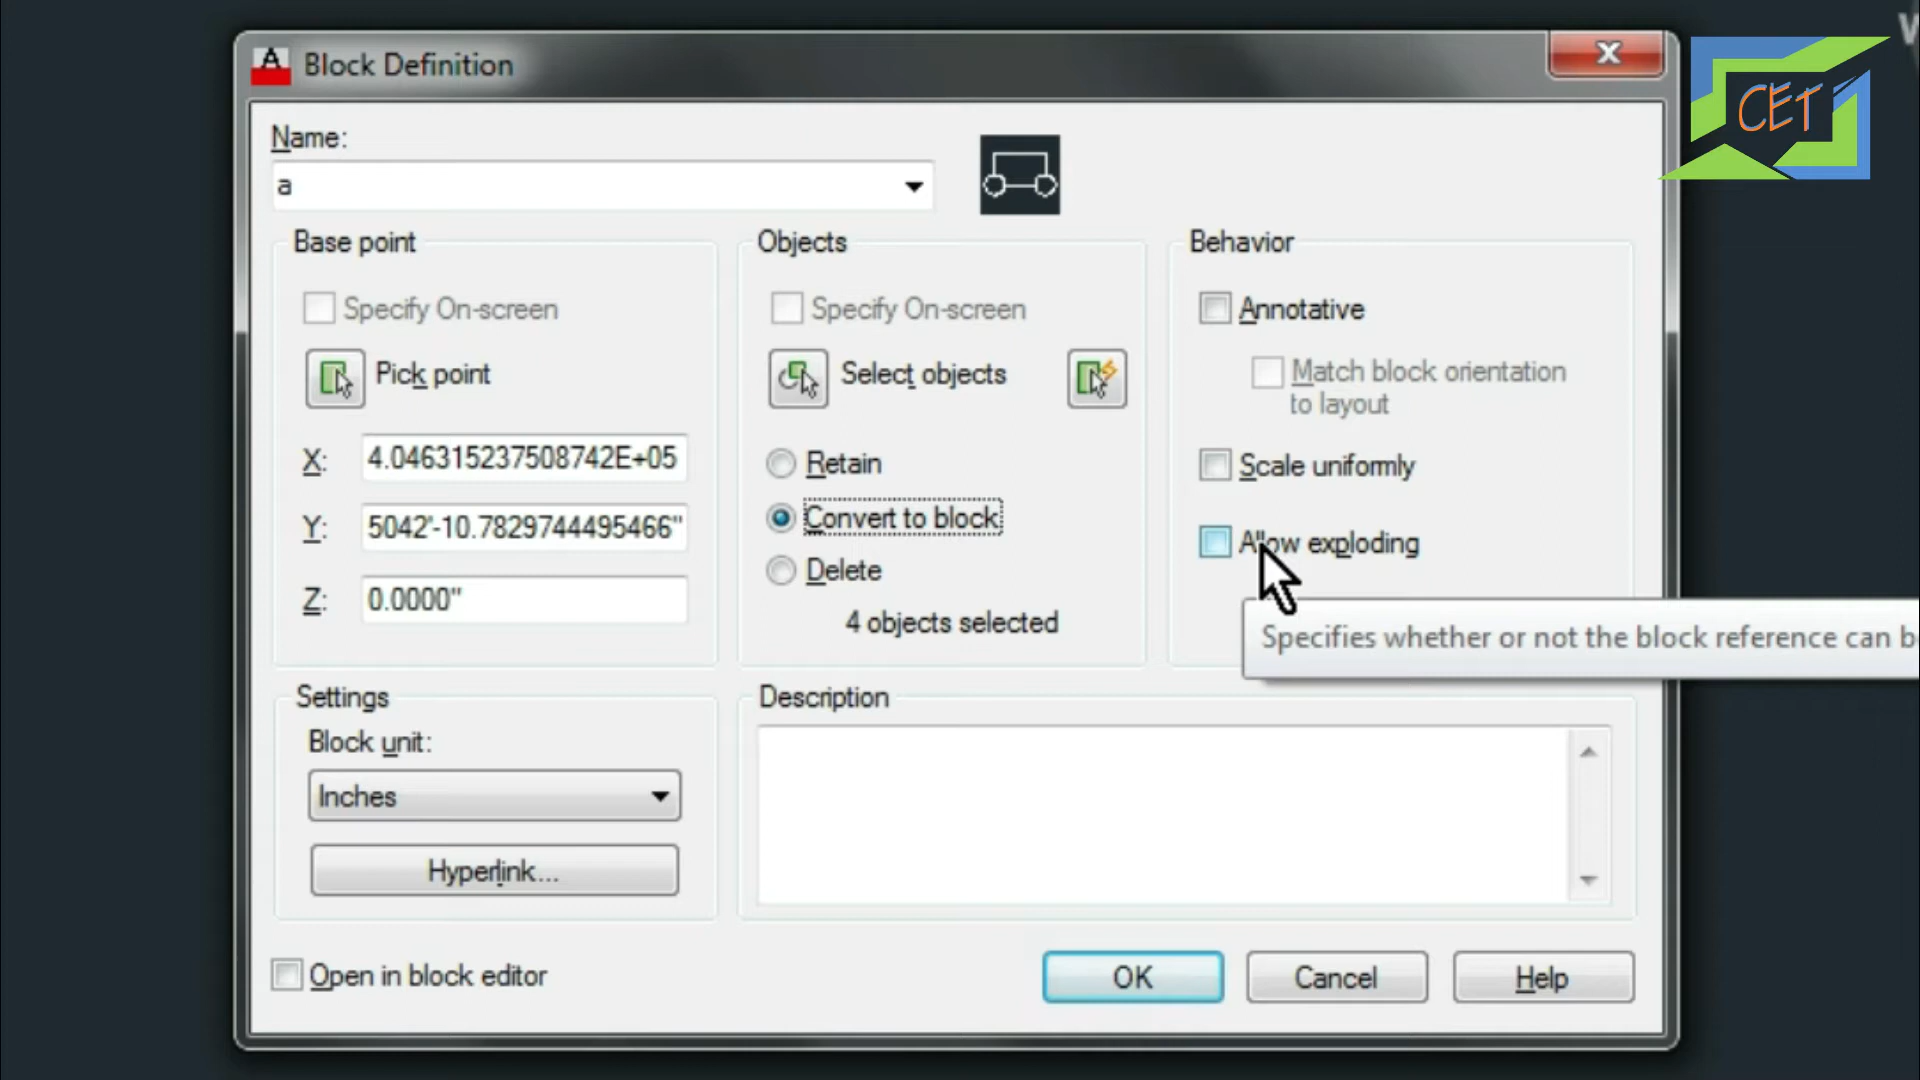 Block Definition
CET
Name:
a
Base point
Specify On-screen
Pick point
X: 4.046315237508742E+05
Y: 5042'-10.7829744495466"
Z: 0.0000"
Objects
Specify On-screen
Select objects
Retain
Convert to block
Delete
4 objects selected
Behavior
Annotative
Match block orientation
to layout
Scale uniformly
Allow exploding
Specifies whether or not the block reference can
Settings
Block unit:
Inches
Hyperlink...
Description
Open in block editor
OK
Cancel
Help